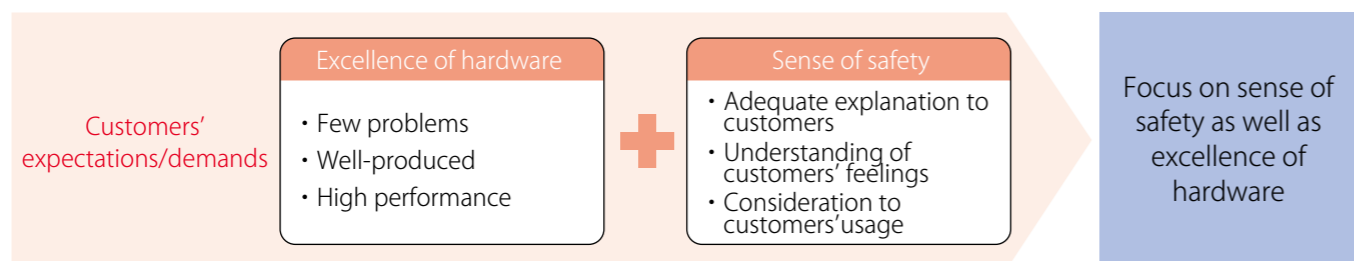 Customers’
expectations/demands
Excellence of hardware
・Few problems
・Well-produced
・High performance
Sense of safety
・Adequate explanation to
customers
・Understanding of
customers’ feelings
・Consideration to
customers’usage
Focus on sense of
safety as well as
excellence of
hardware